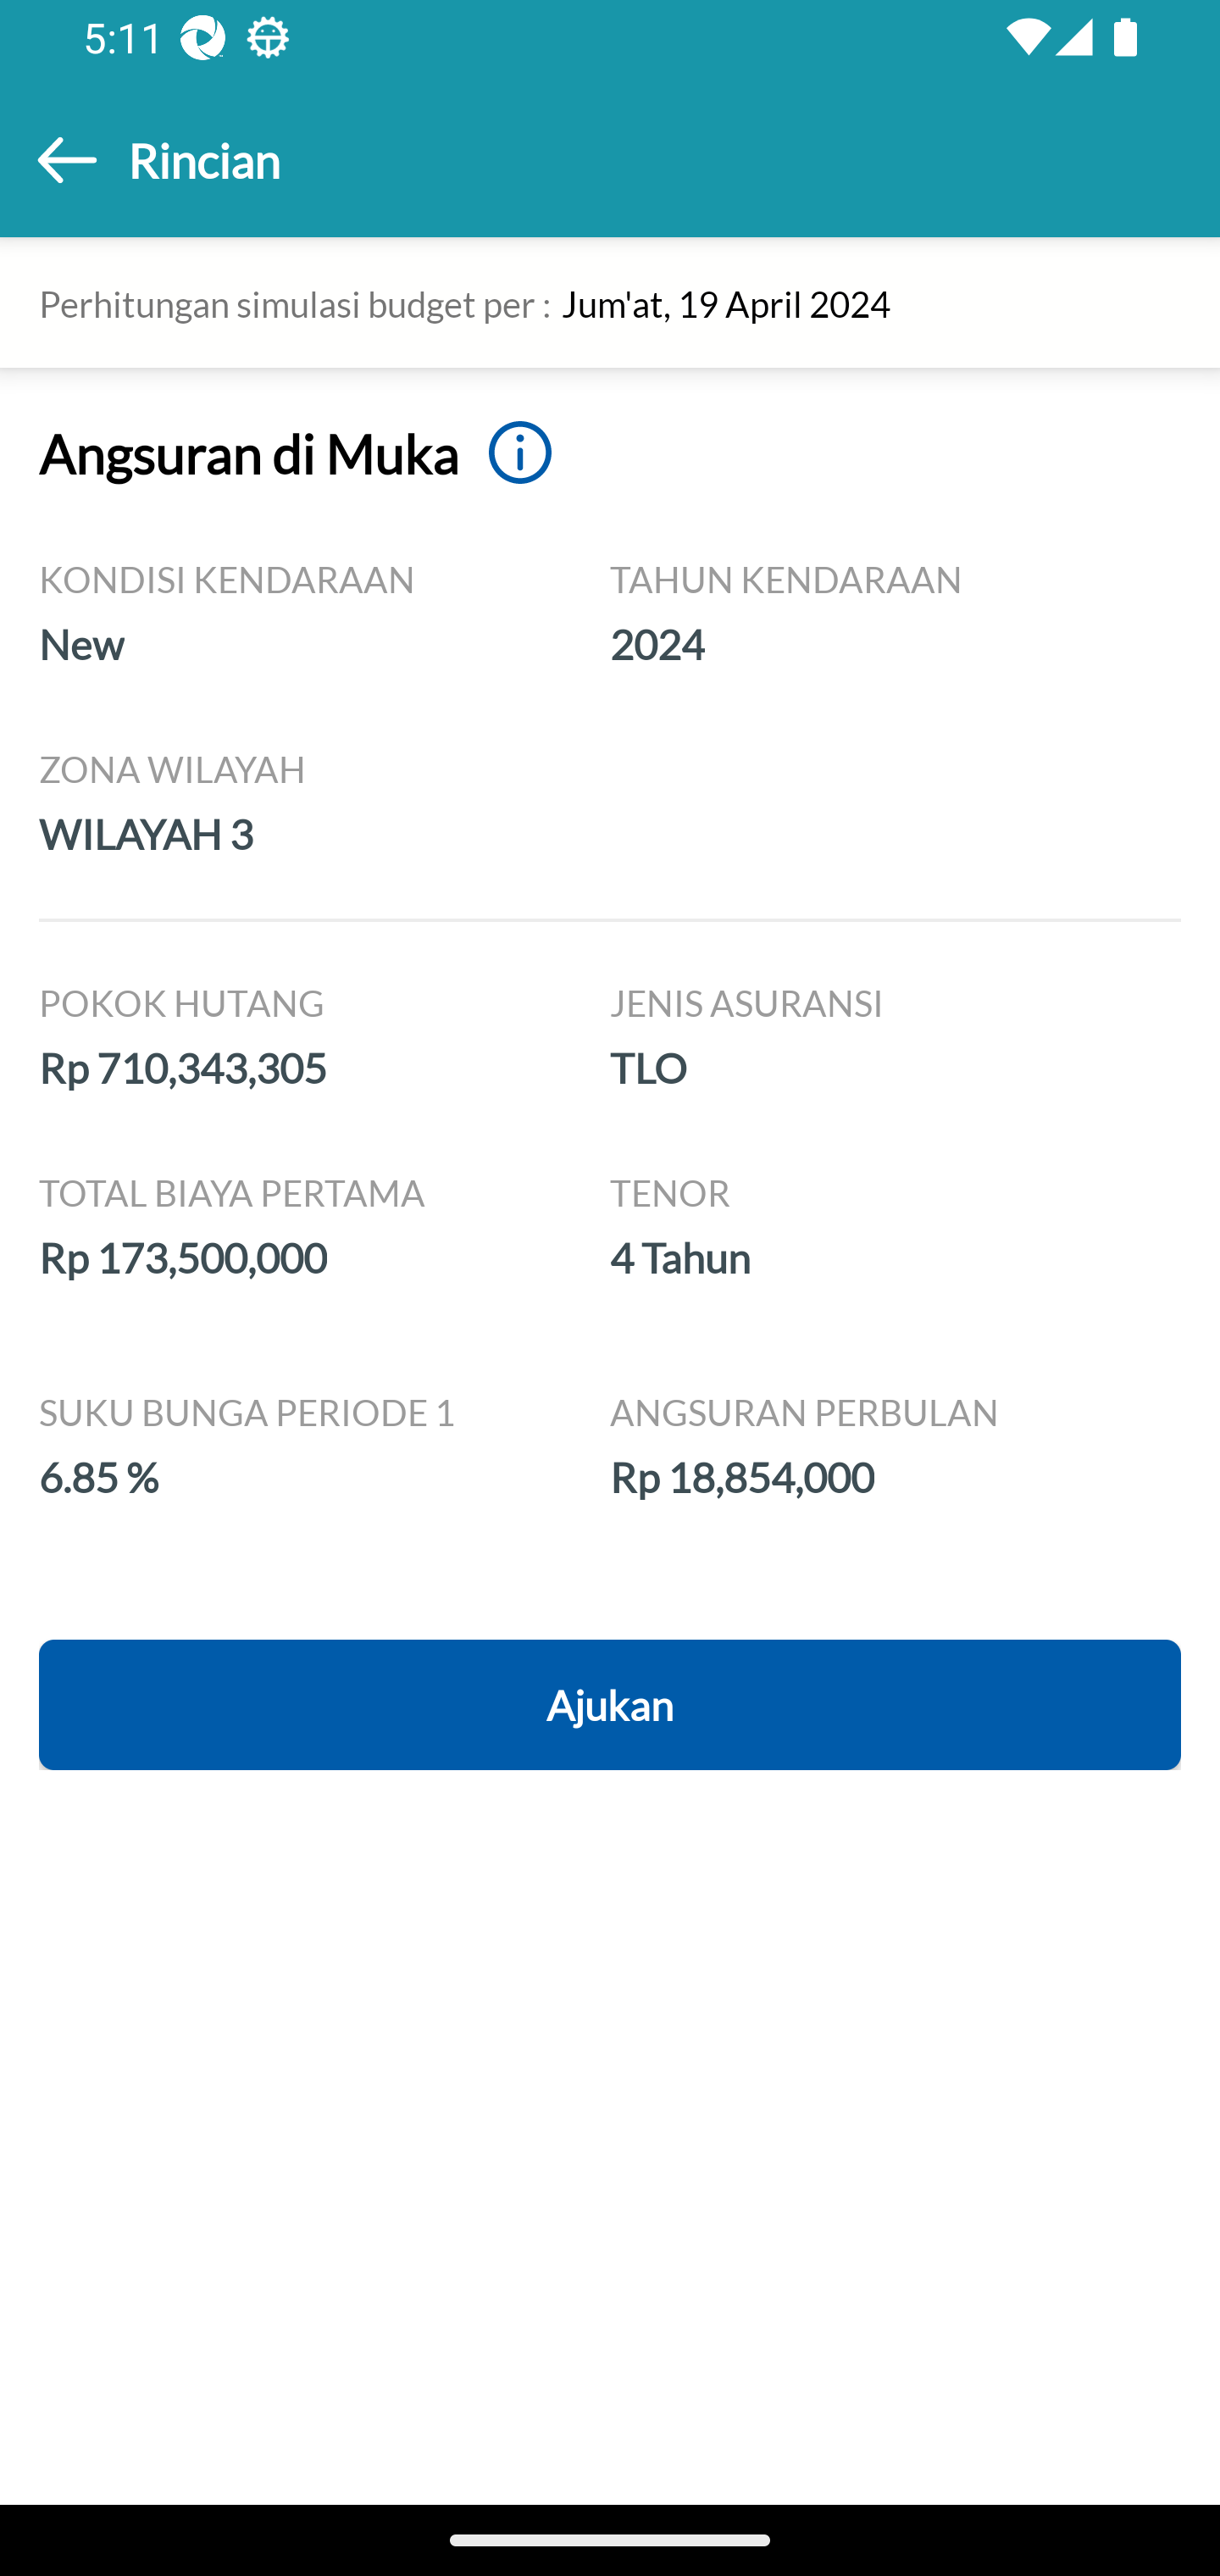 5:11
Rincian
Perhitungan simulasi budget per : Jum'at, 19 April 2024
Angsuran di Muka
KONDISI KENDARAAN
New
TAHUN KENDARAAN
2024
ZONA WILAYAH
WILAYAH 3
POKOK HUTANG
Rp 710,343,305
JENIS ASURANSI
TLO
TOTAL BIAYA PERTAMA
Rp 173,500,000
TENOR
4 Tahun
SUKU BUNGA PERIODE 1
6.85 %
ANGSURAN PERBULAN
Rp 18,854,000
Ajukan